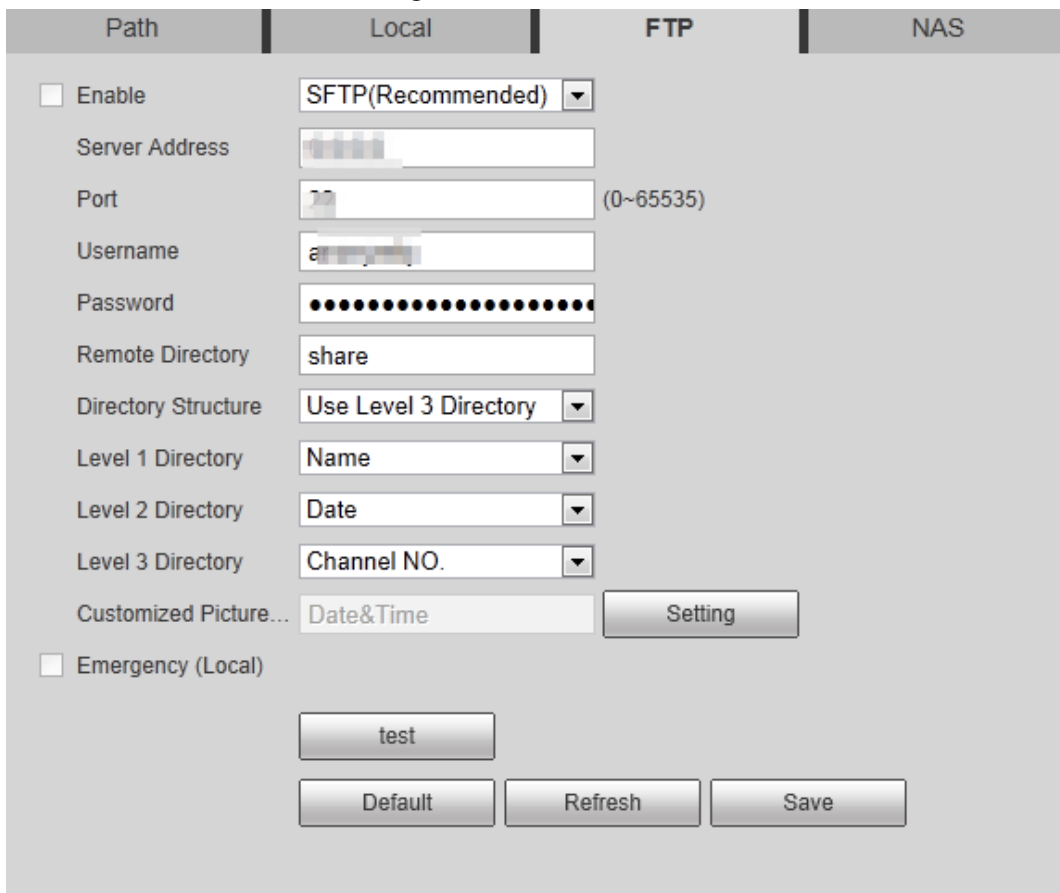 Path Local FTP NAS
Enable SFTP(Recommended)
Server Address
Port (0~65535)
Username
Password ●●●●●●●●●●●●●●●●●●●●
Remote Directory share
Directory Structure Use Level 3 Directory
Level 1 Directory Name
Level 2 Directory Date
Level 3 Directory Channel NO.
Customized Picture... Date&Time Setting
Emergency (Local)
test
Default Refresh Save